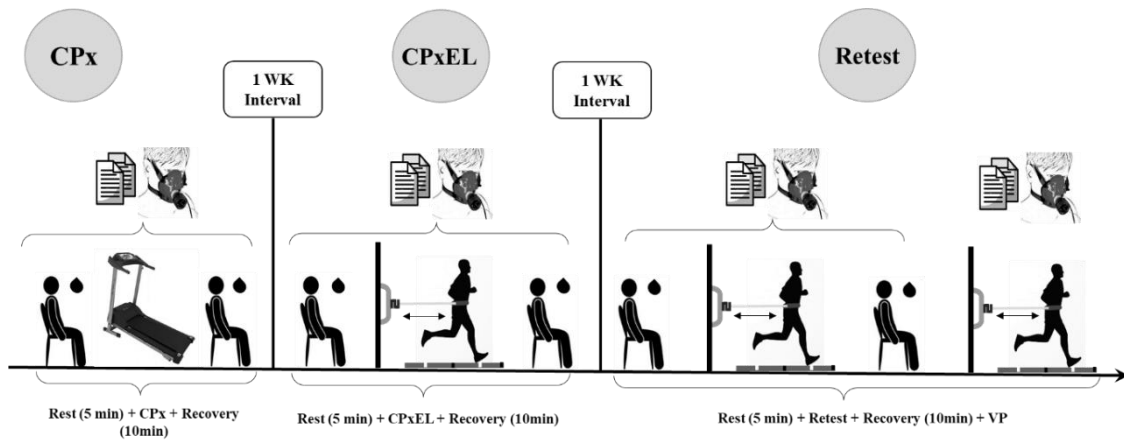 CPx
CPxEL
Retest
1 WK
Interval
1 WK
Interval
Rest (5 min) + CPx + Recovery
(10min)
Rest (5 min) + CPxEL + Recovery (10min)
Rest (5 min) + Retest + Recovery (10min) + VP